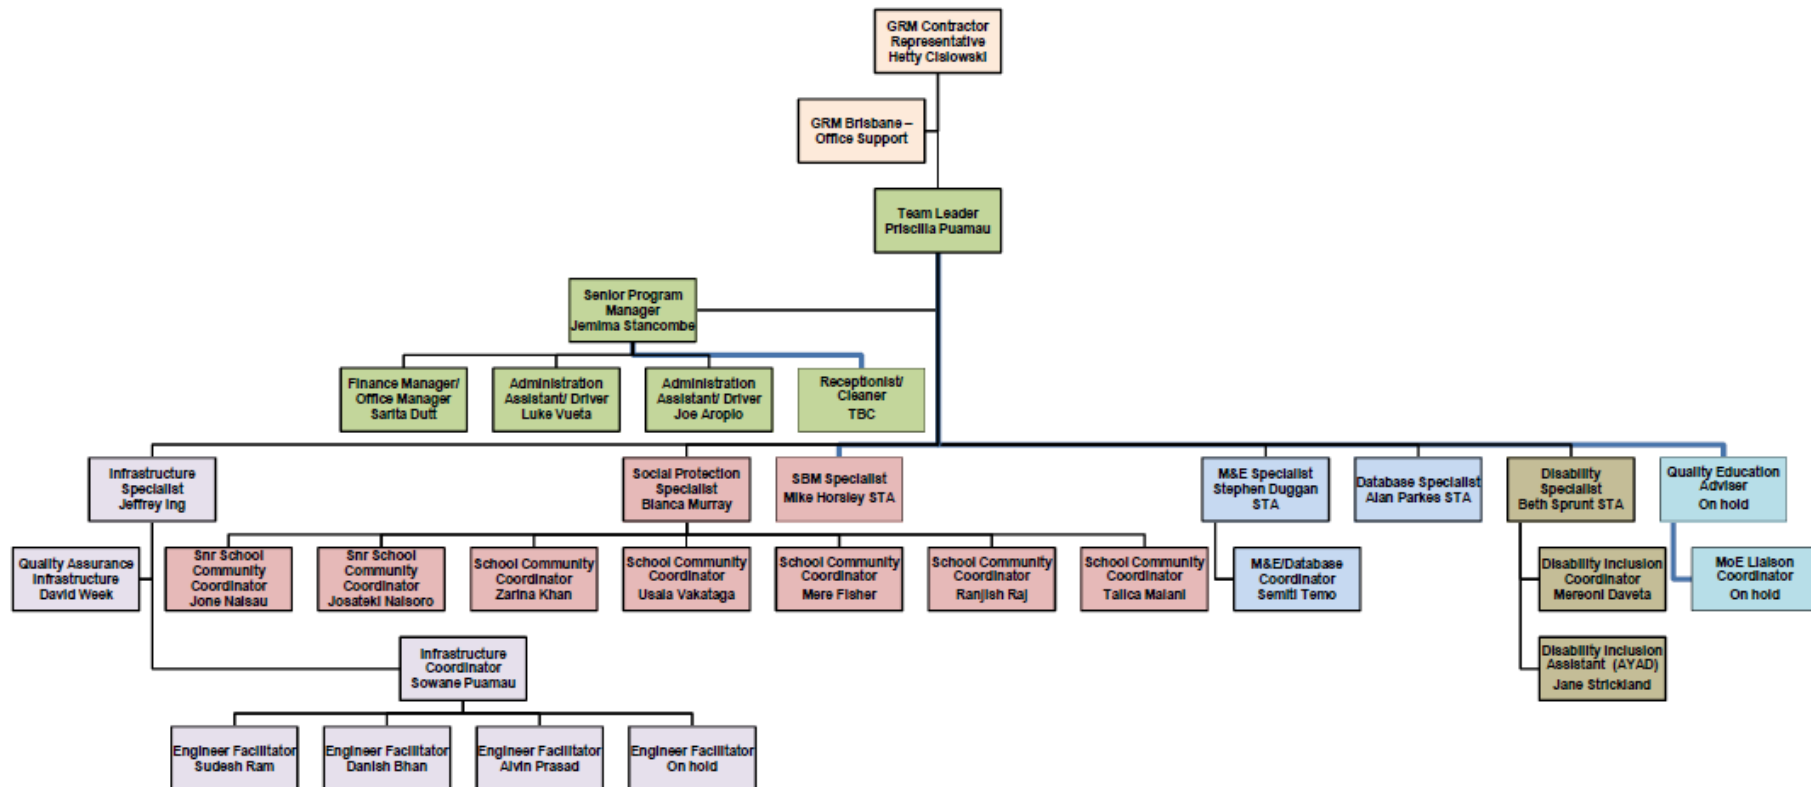 GRM Contractor
Representative
Hetty Cislowski
GRM Brisbane –
Office Support
Team Leader
Priscilla Puamau
Senior Program
Manager
Jemima Stancombe
Finance Manager/
Office Manager
Sarita Dutt
Administration
Assistant/ Driver
Luke Vueta
Administration
Assistant/ Driver
Joe Aropio
Receptionist/
Cleaner
TBC
Infrastructure
Specialist
Jeffrey Ing
Social Protection
Specialist
Bianca Murray
SBM Specialist
Mike Horsley STA
M&E Specialist
Stephen Duggan
STA
Database Specialist
Alan Parkes STA
Disability
Specialist
Beth Sprunt STA
Quality Education
Adviser
On hold
Quality Assurance
Infrastructure
David Week
Snr School
Community
Coordinator
Jone Naisau
Snr School
Community
Coordinator
Josateki Naisoro
School Community
Coordinator
Zarina Khan
School Community
Coordinator
Usaia Vakataga
School Community
Coordinator
Mere Fisher
School Community
Coordinator
Ranjish Raj
School Community
Coordinator
Talica Malani
M&E/Database
Coordinator
Semiti Temo
Disability Inclusion
Coordinator
Mereoni Daveta
MoE Liaison
Coordinator
On hold
Infrastructure
Coordinator
Sowane Puamau
Disability Inclusion
Assistant (AYAD)
Jane Strickland
Engineer Facilitator
Sudesh Ram
Engineer Facilitator
Danish Bhan
Engineer Facilitator
Alvin Prasad
Engineer Facilitator
On hold